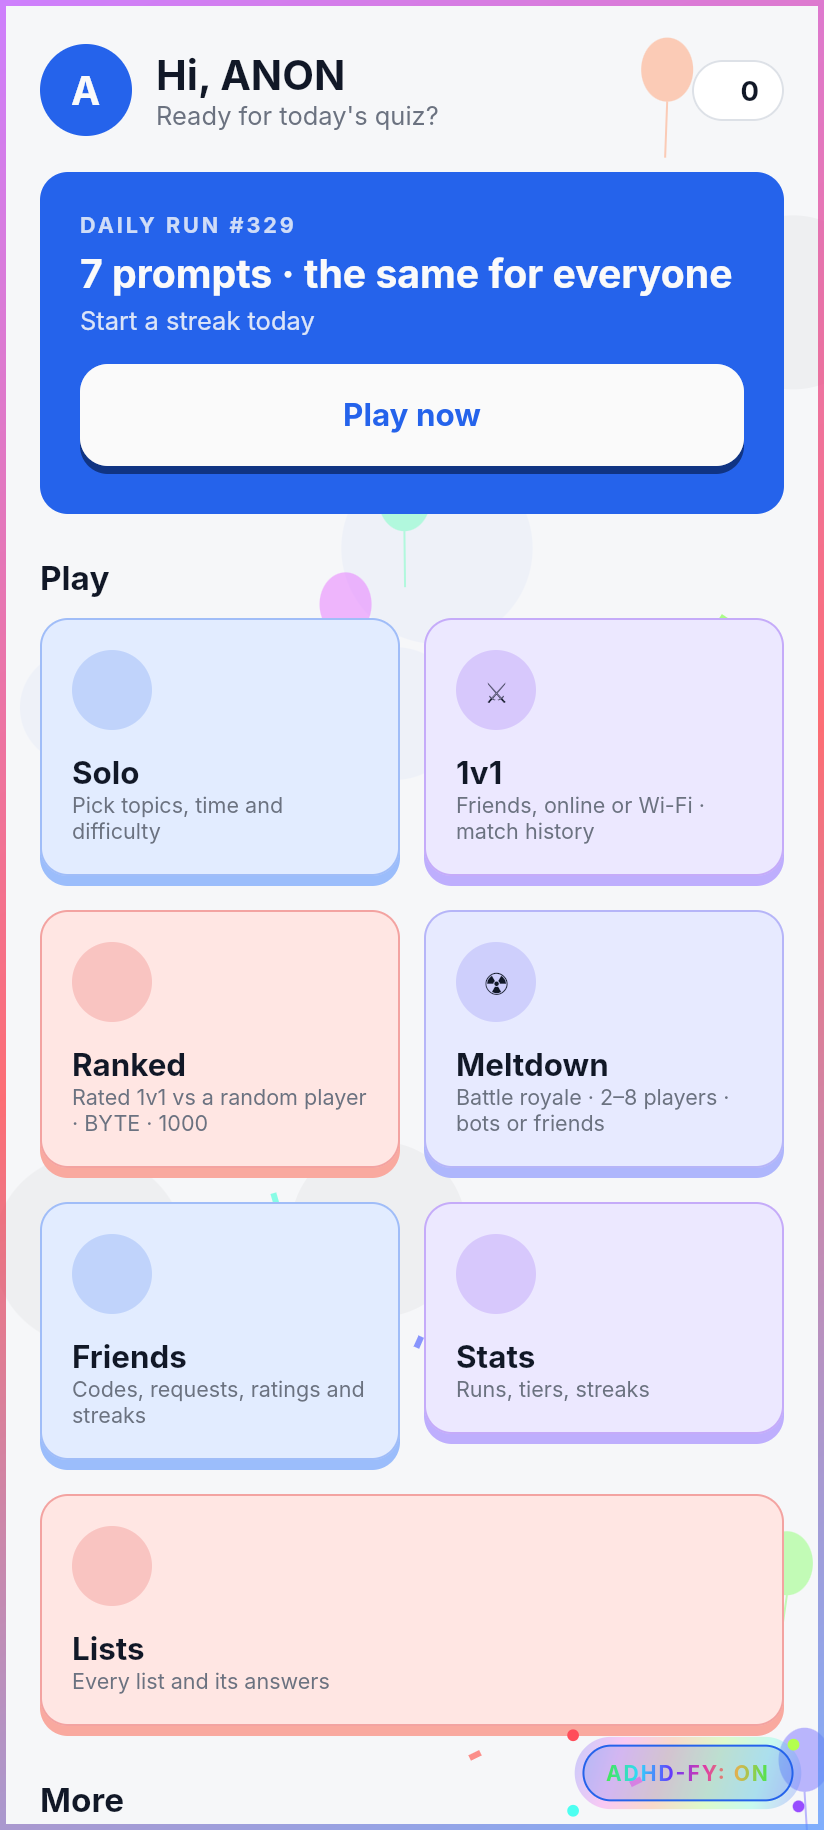 A
Hi, ANON
Ready for today's quiz?
0
DAILY RUN #329
7 prompts · the same for everyone
Start a streak today
Play now
Play
Solo
Pick topics, time and
difficulty
1v1
Friends, online or Wi-Fi ·
match history
Ranked
Rated 1v1 vs a random player
· BYTE · 1000
Meltdown
Battle royale · 2–8 players ·
bots or friends
Friends
Codes, requests, ratings and
streaks
Stats
Runs, tiers, streaks
Lists
Every list and its answers
ADHD-FY: ON
More